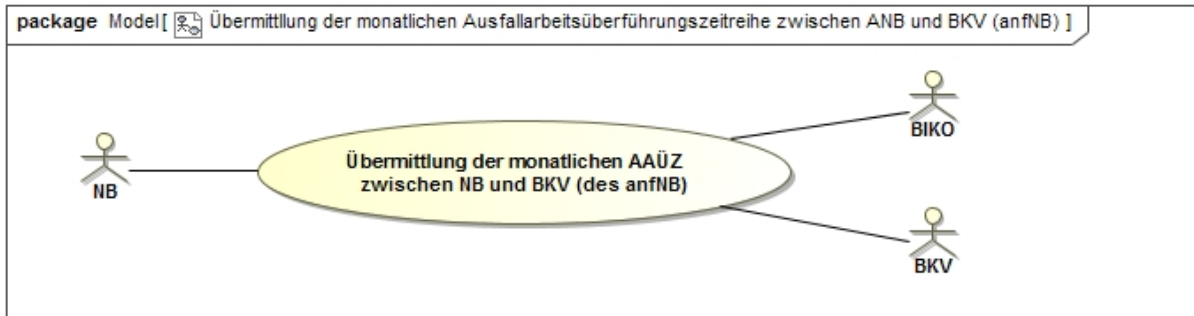 package Model[ Übermittllung der monatlichen Ausfallarbeitsüberführungszeitreihe zwischen ANB und BKV (anfNB) ]
BIKO
Übermittlung der monatlichen AAÜZ
zwischen NB und BKV (des anfNB)
NB
BKV